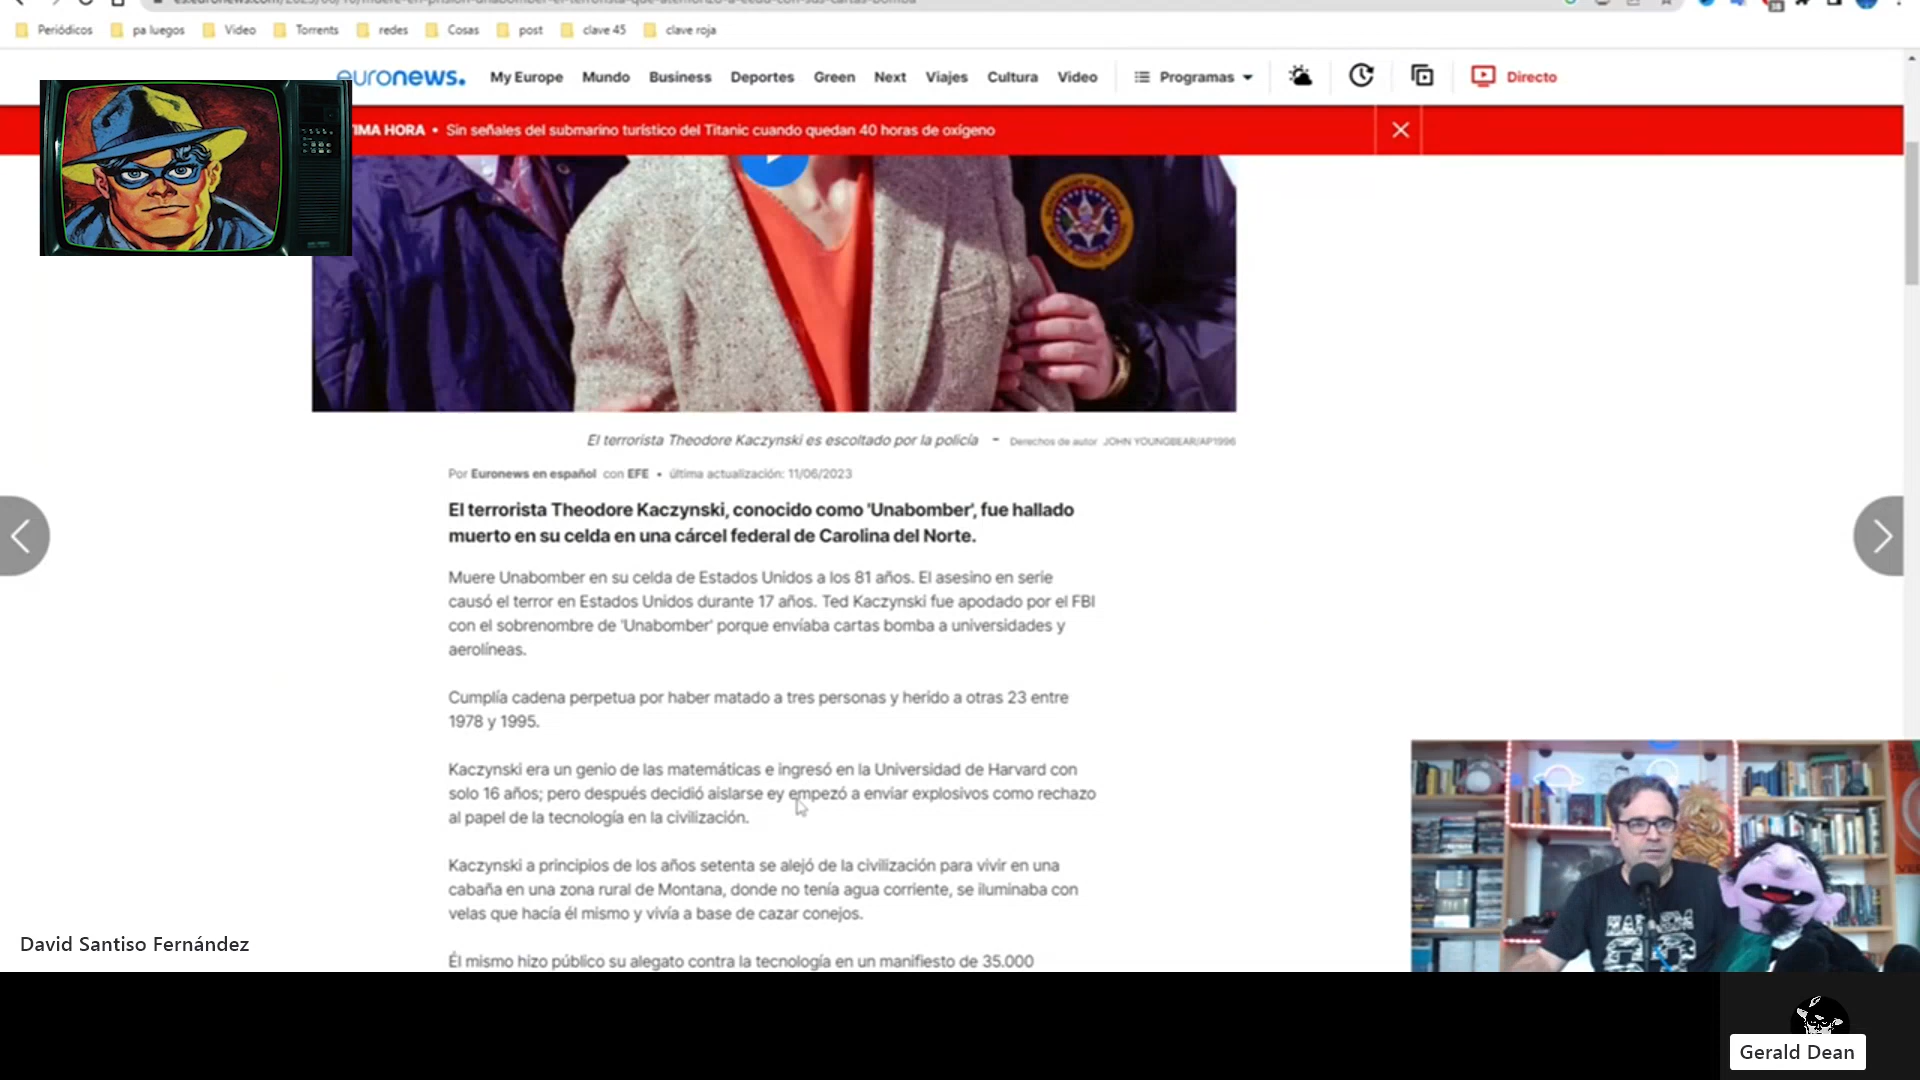 Periódicos pa luegos Video Torrents redes Cosas post clave 45 clave roja
euronews. My Europe Mundo Business Deportes Green Next Viajes Cultura Video Programas Directo
TIMA HORA • Sin señales del submarino turístico del Titanic cuando quedan 40 horas de oxígeno
El terrorista Theodore Kaczynski es escoltado por la policía - Derechos de autor JOHN YOUNGBEAR/AP1996
Por Euronews en español con EFE • última actualización: 11/06/2023
El terrorista Theodore Kaczynski, conocido como 'Unabomber', fue hallado
muerto en su celda en una cárcel federal de Carolina del Norte.
Muere Unabomber en su celda de Estados Unidos a los 81 años. El asesino en serie
causó el terror en Estados Unidos durante 17 años. Ted Kaczynski fue apodado por el FBI
con el sobrenombre de 'Unabomber' porque envíaba cartas bomba a universidades y
aerolíneas.
Cumplía cadena perpetua por haber matado a tres personas y herido a otras 23 entre
1978 y 1995.
Kaczynski era un genio de las matemáticas e ingresó en la Universidad de Harvard con
solo 16 años; pero después decidió aislarse ey empezó a enviar explosivos como rechazo
al papel de la tecnología en la civilización.
Kaczynski a principios de los años setenta se alejó de la civilización para vivir en una
cabaña en una zona rural de Montana, donde no tenía agua corriente, se iluminaba con
velas que hacía él mismo y vivía a base de cazar conejos.
Él mismo hizo público su alegato contra la tecnología en un manifiesto de 35.000
David Santiso Fernández
Gerald Dean